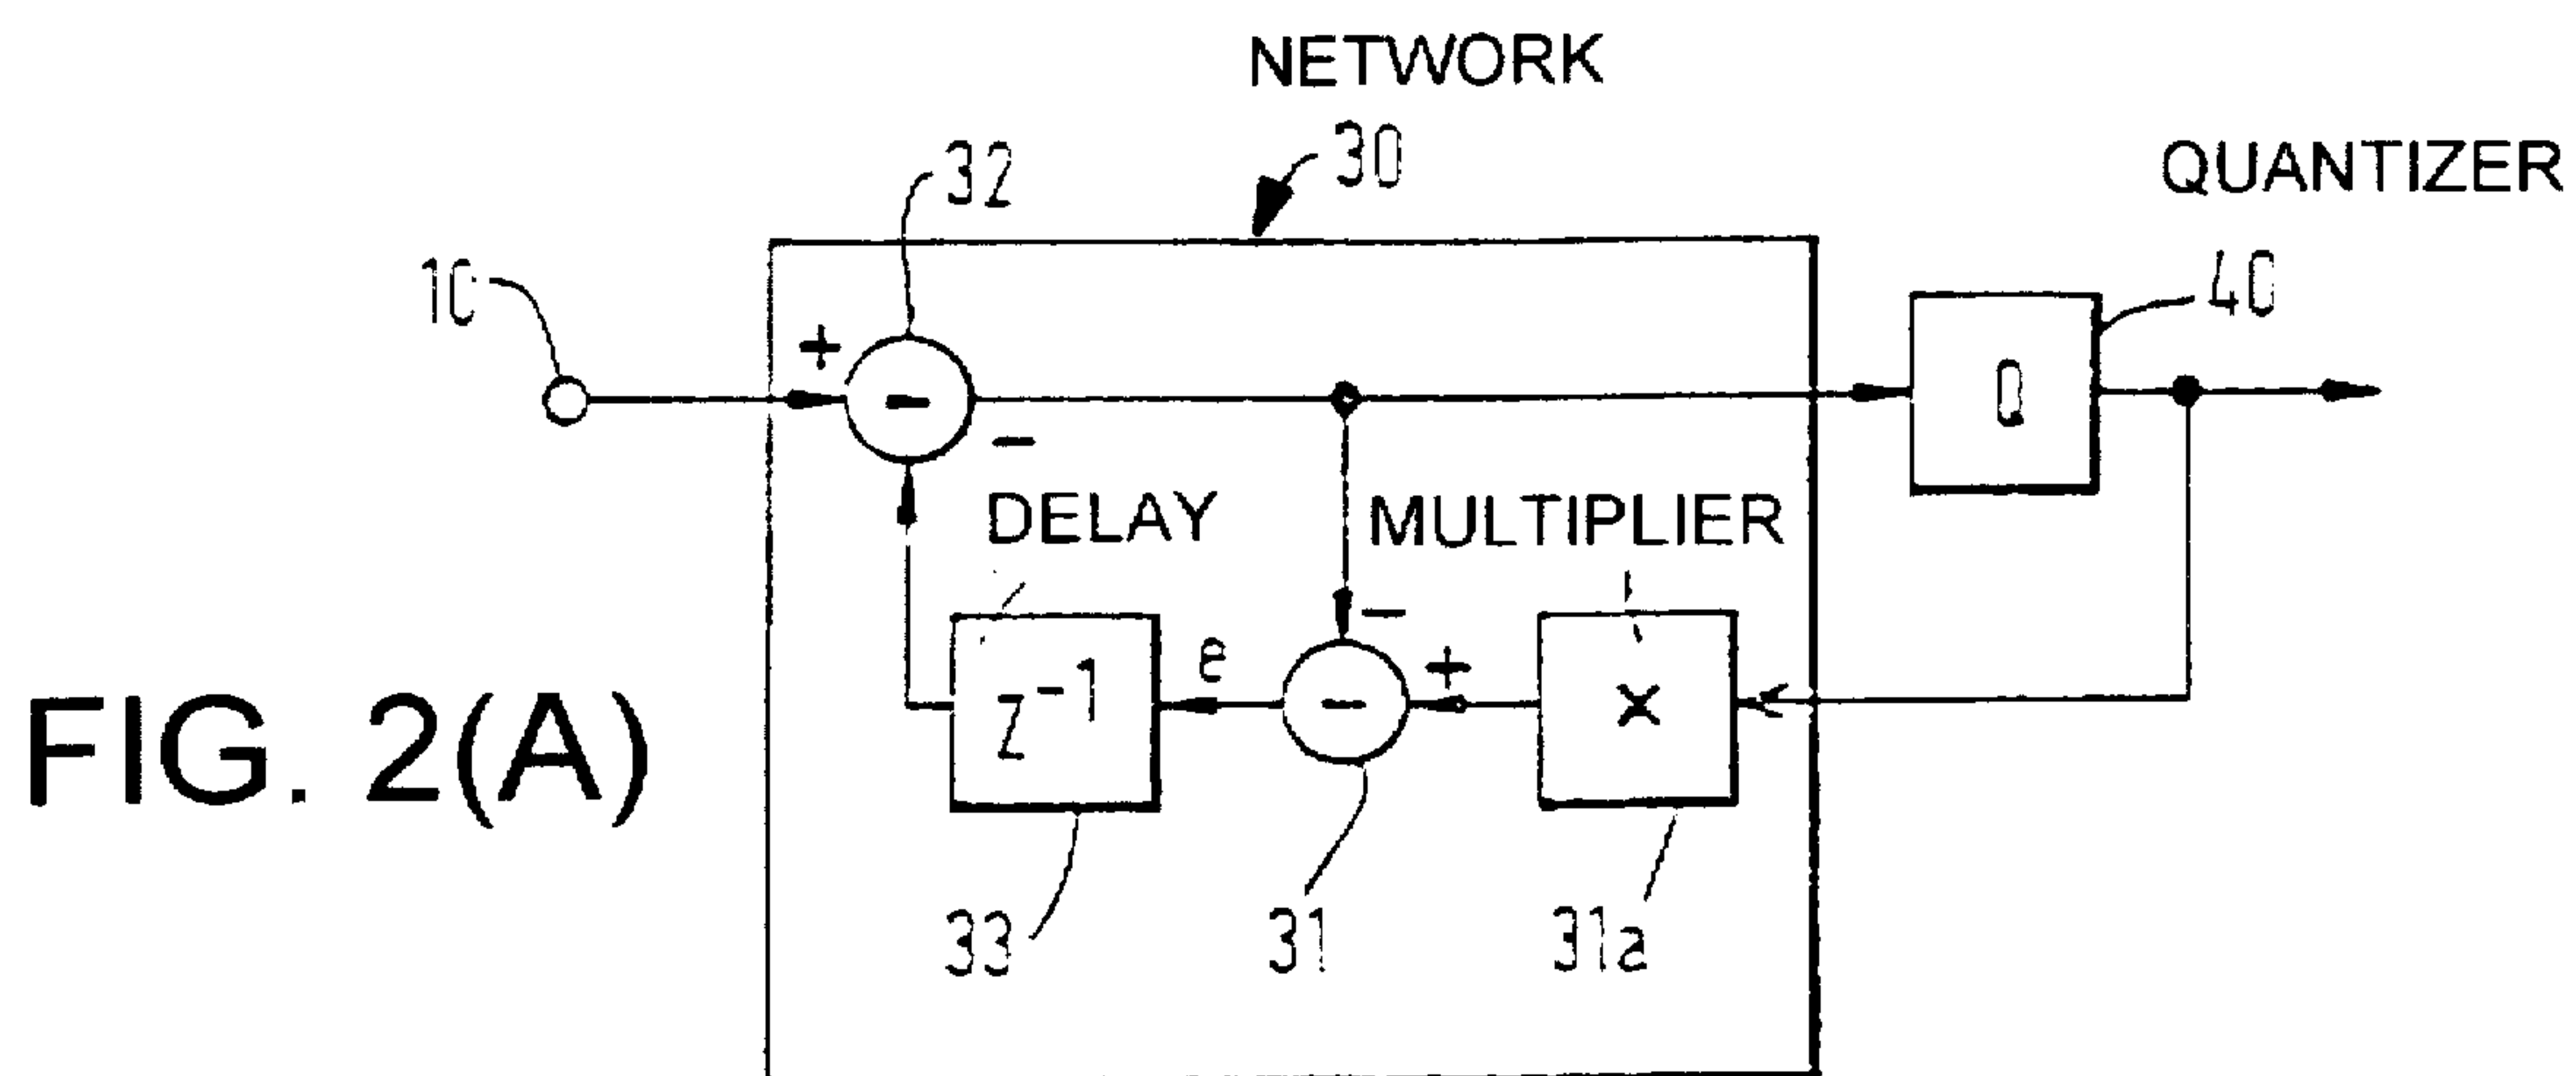 NETWORK
30
32
QUANTIZER
10
40
+
-
-
Q
DELAY
MULTIPLIER
-
e
+
z⁻¹
-
X
FIG. 2(A)
33
31
31a